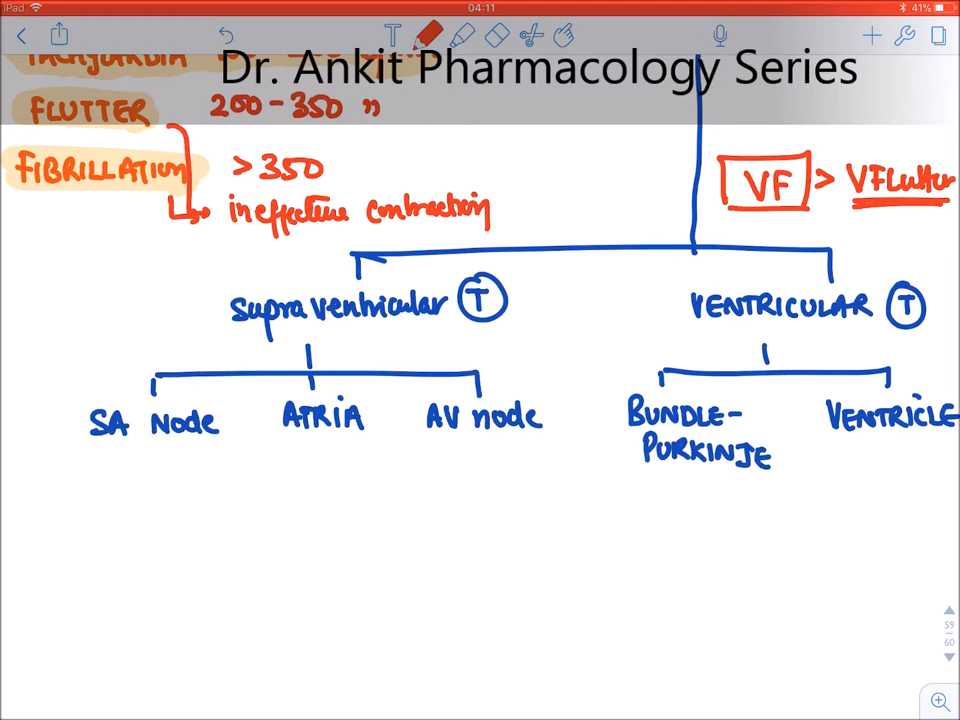 iPad 04:11 41%
T
TACHYCARDIA
Dr. Ankit Pharmacology Series
FLUTTER 200-350 "
FIBRILLATION >350
ineffective contraction
VF > VFlutter
Supraventricular T
VENTRICULAR T
SA Node ATRIA AV node
BUNDLE-
PURKINJE
VENTRICLE
59
60